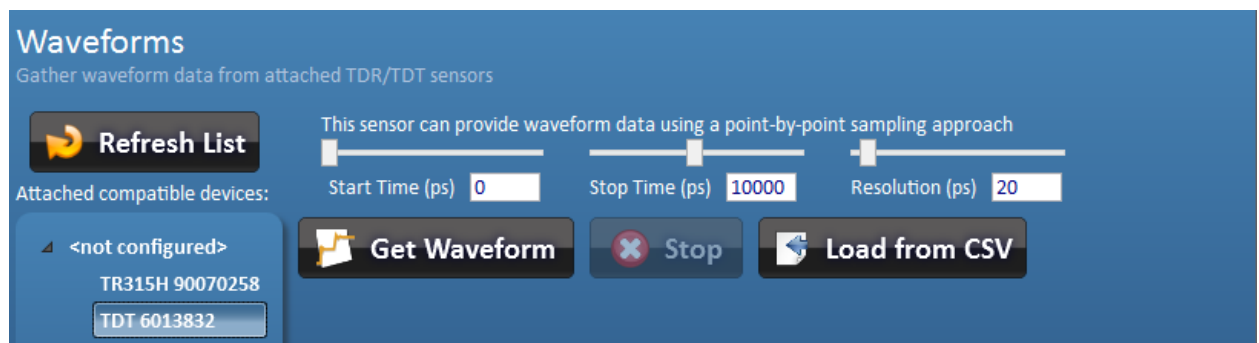 Waveforms
Gather waveform data from attached TDR/TDT sensors
Refresh List
This sensor can provide waveform data using a point-by-point sampling approach
Start Time (ps) 0 Stop Time (ps) 10000 Resolution (ps) 20
Attached compatible devices:
Get Waveform Stop Load from CSV
<not configured>
TR315H 90070258
TDT 6013832